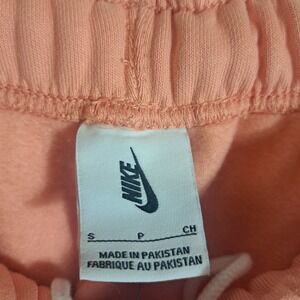 NIKE
S P CH
MADE IN PAKISTAN
FABRIQUE AU PAKISTAN